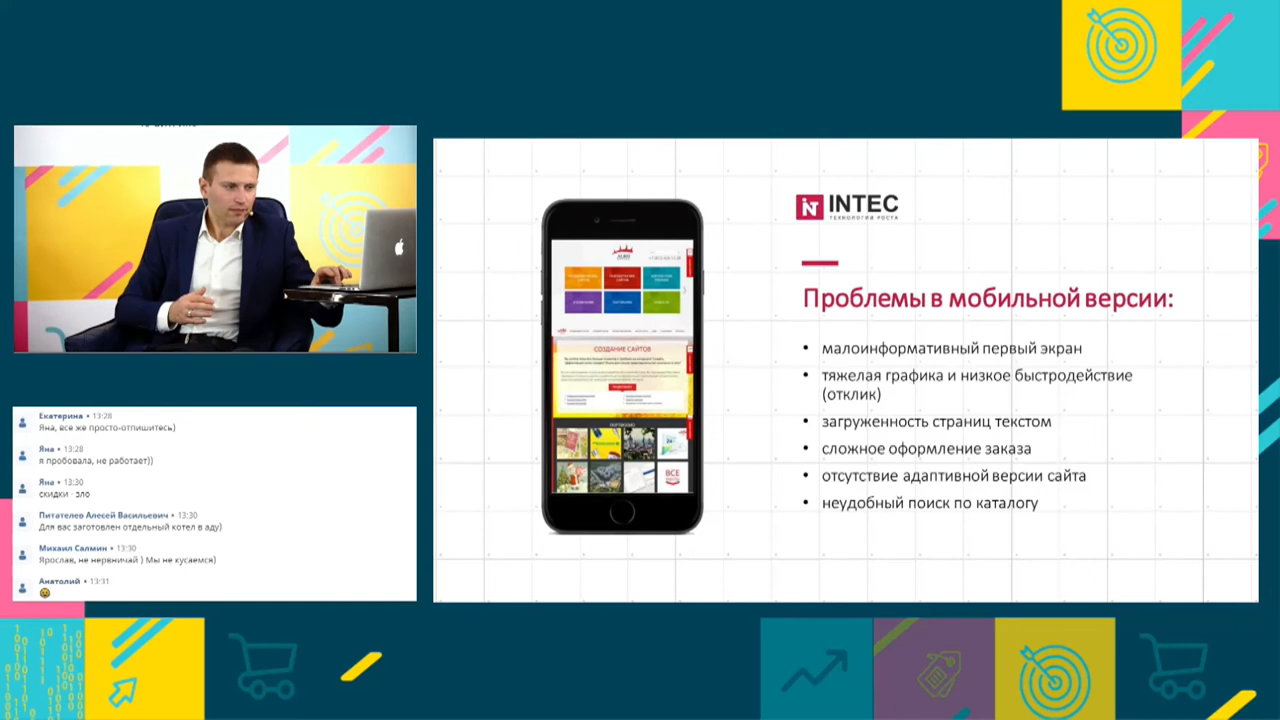 Екатерина • 13:28
Яна, все же просто-отпишитесь)
Яна • 13:28
я пробовала, не работает))
Яна • 13:30
скидки - зло
Питателев Алесей Васильевич • 13:30
Для вас заготовлен отдельный котел в аду)
Михаил Салмин • 13:30
Ярослав, не нервничай ) Мы не кусаемся)
Анатолий • 13:31
INTEC
ТЕХНОЛОГИИ РОСТА
Проблемы в мобильной версии:
• малоинформативный первый экран
• тяжелая графика и низкое быстродействие
(отклик)
• загруженность страниц текстом
• сложное оформление заказа
• отсутствие адаптивной версии сайта
• неудобный поиск по каталогу
СОЗДАНИЕ САЙТОВ
ПОРТФОЛИО
ВСЕ